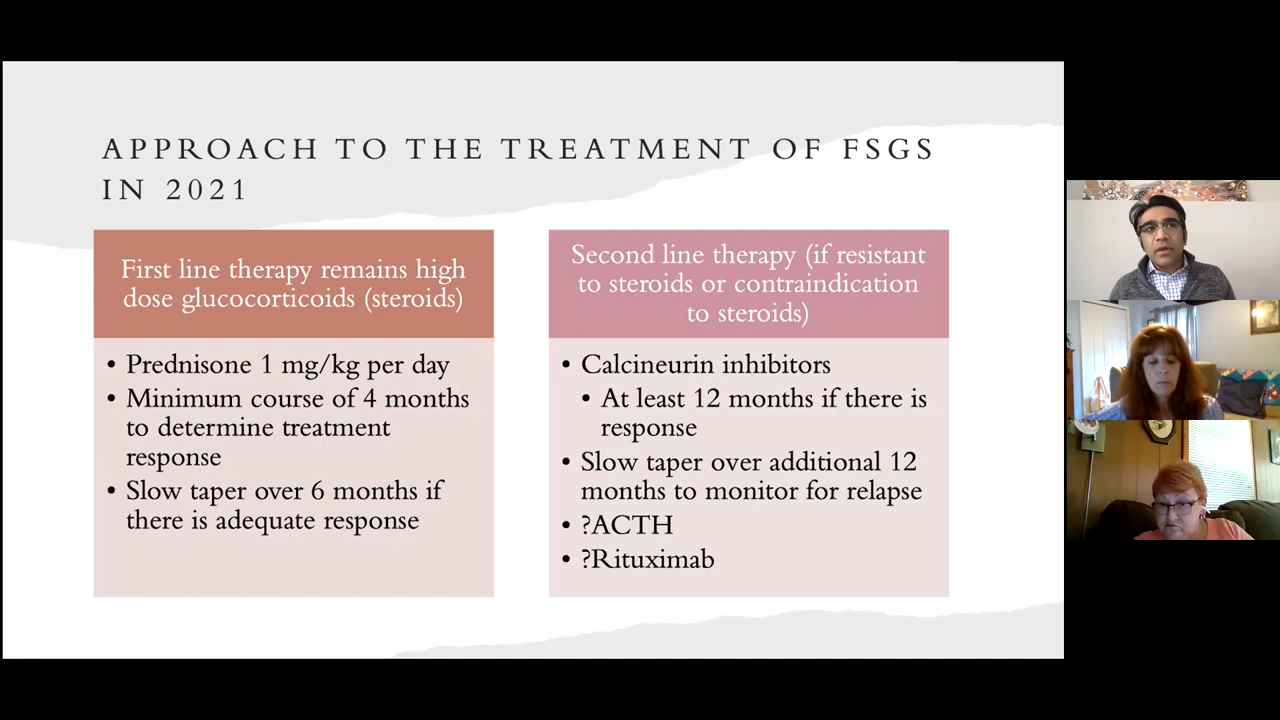 APPROACH TO THE TREATMENT OF FSGS
IN 2021
First line therapy remains high
dose glucocorticoids (steroids)
• Prednisone 1 mg/kg per day
• Minimum course of 4 months
to determine treatment
response
• Slow taper over 6 months if
there is adequate response
Second line therapy (if resistant
to steroids or contraindication
to steroids)
• Calcineurin inhibitors
• At least 12 months if there is
response
• Slow taper over additional 12
months to monitor for relapse
• ?ACTH
• ?Rituximab